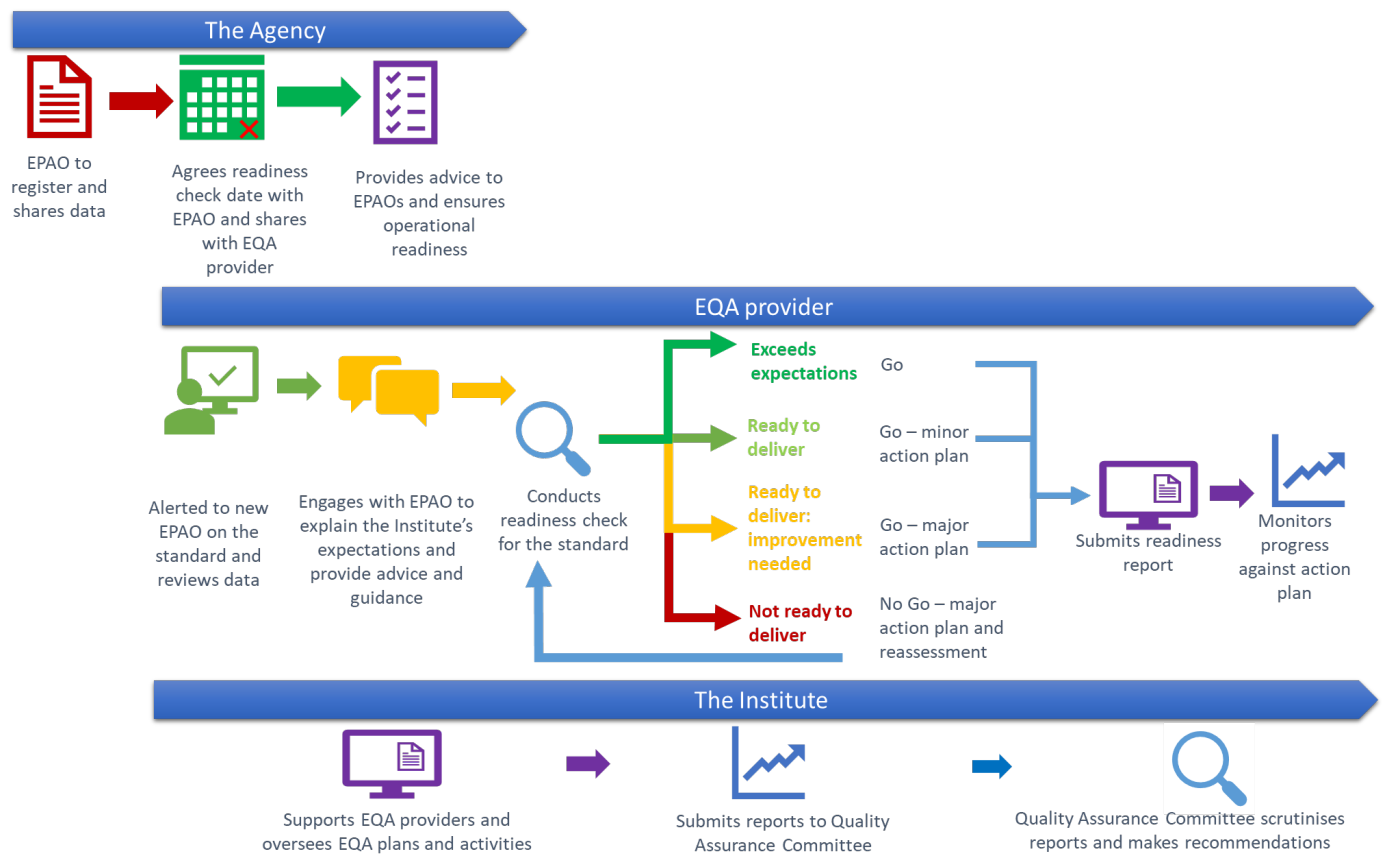 The Agency
EPAO to
register and
shares data
Agrees readiness
check date with
EPAO and shares
with EQA
provider
Provides advice to
EPAOs and ensures
operational
readiness
EQA provider
Alerted to new
EPAO on the
standard and
reviews data
Engages with EPAO to
explain the Institute's
expectations and
provide advice and
guidance
Conducts
readiness check
for the standard
Exceeds
expectations
Go
Ready to
deliver
Go – minor
action plan
Ready to
deliver:
improvement
needed
Go – major
action plan
Not ready to
deliver
No Go – major
action plan and
reassessment
Submits readiness
report
Monitors
progress
against action
plan
The Institute
Supports EQA providers and
oversees EQA plans and activities
Submits reports to Quality
Assurance Committee
Quality Assurance Committee scrutinises
reports and makes recommendations